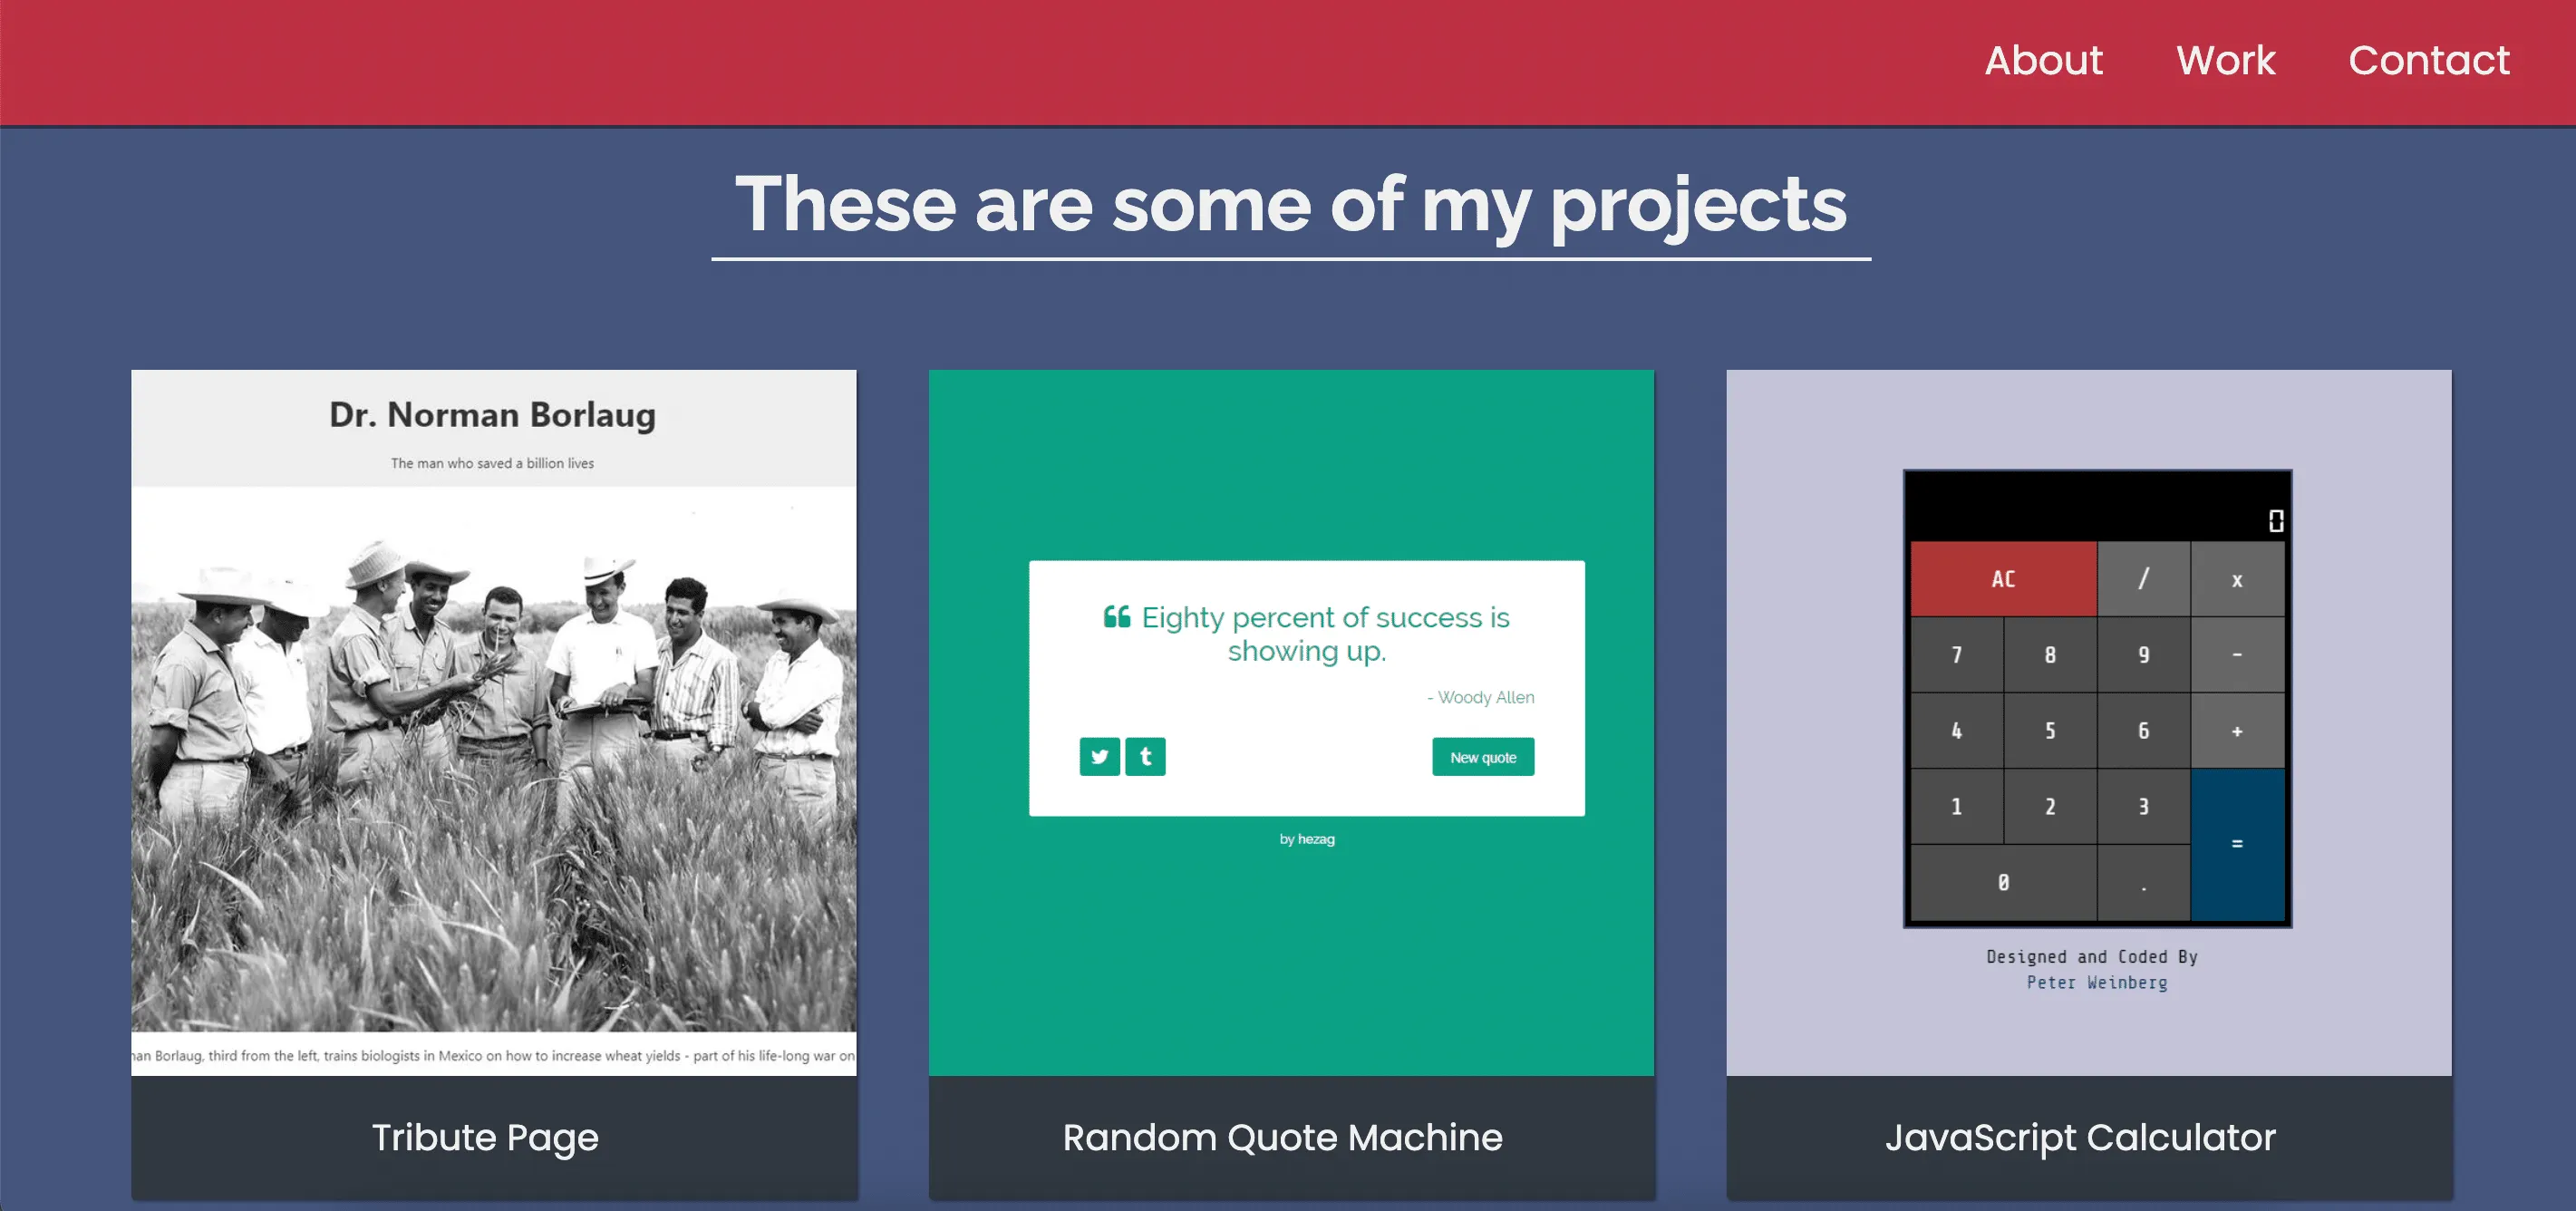 About Work Contact
These are some of my projects
Dr. Norman Borlaug
The man who saved a billion lives
Borlaug, third from the left, trains biologists in Mexico on how to increase wheat yields - part of his life-long war on
Tribute Page
Eighty percent of success is
showing up.
- Woody Allen
New quote
by hezag
Random Quote Machine
0
AC / x
7 8 9 -
4 5 6 +
1 2 3
=
0 .
Designed and Coded By
Peter Weinberg
JavaScript Calculator